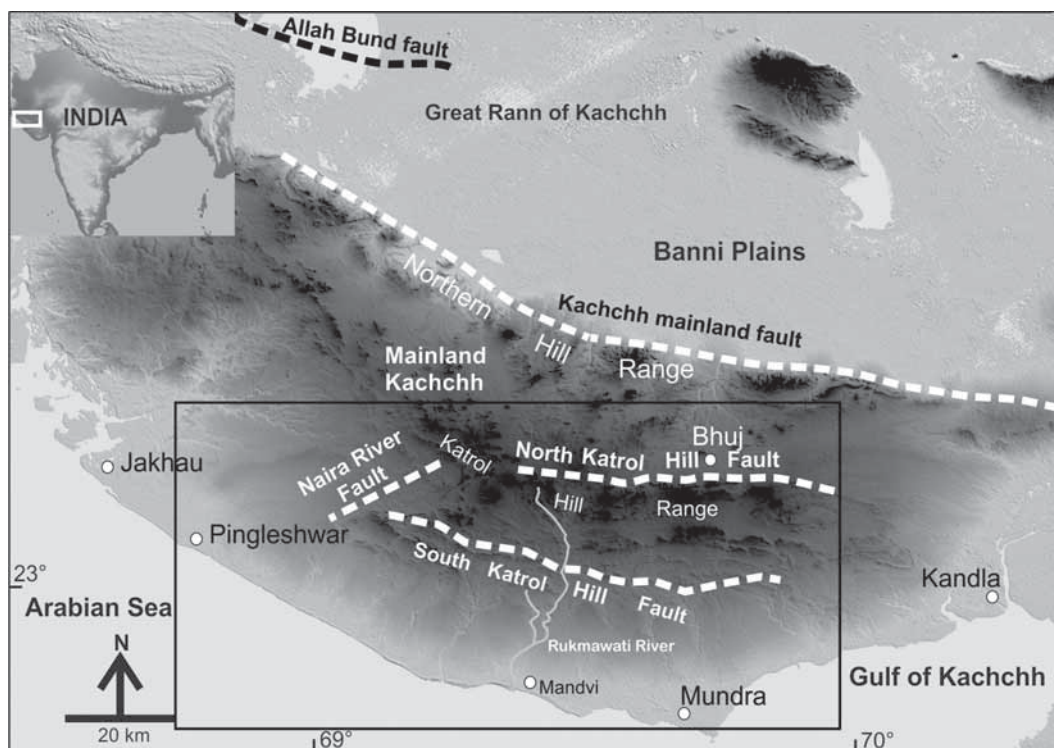 Allah Bund fault
INDIA
Great Rann of Kachchh
Banni Plains
Northern
Hill
Range
Kachchh mainland fault
Mainland
Kachchh
Bhuj
North Katrol Hill Fault
Katrol
Hill
Range
Naira River
Fault
Jakhau
Pingleshwar
South Katrol Hill Fault
23°
Kandla
Arabian Sea
N
Rukmawati River
Gulf of Kachchh
Mandvi
Mundra
20 km
69°
70°